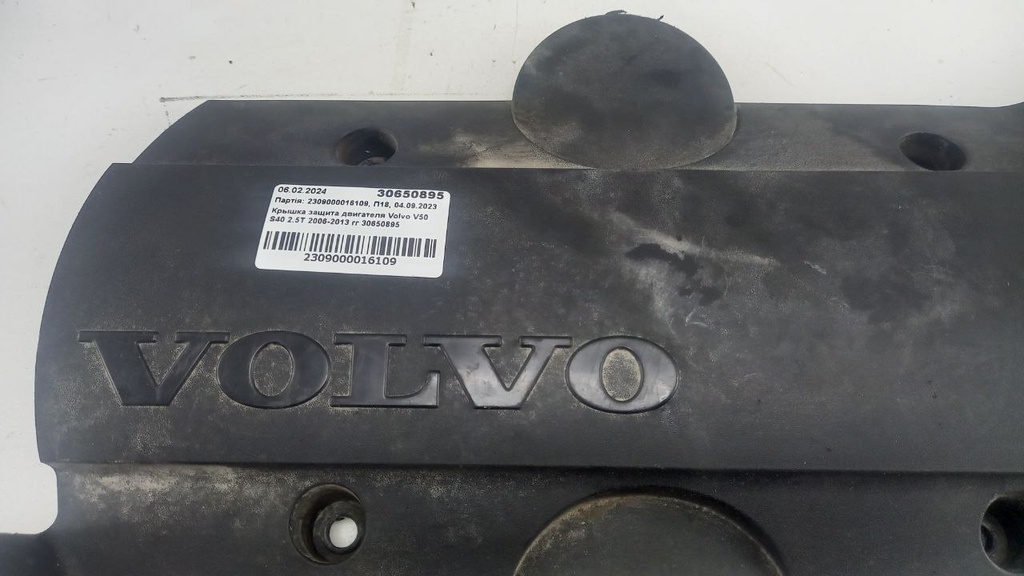 06.02.2024 30650895
Партія: 2309000016109, П18, 04.09.2023
Крышка защита двигателя Volvo V50
S40 2.5T 2006-2013 гг 30650895
2309000016109
VOLVO